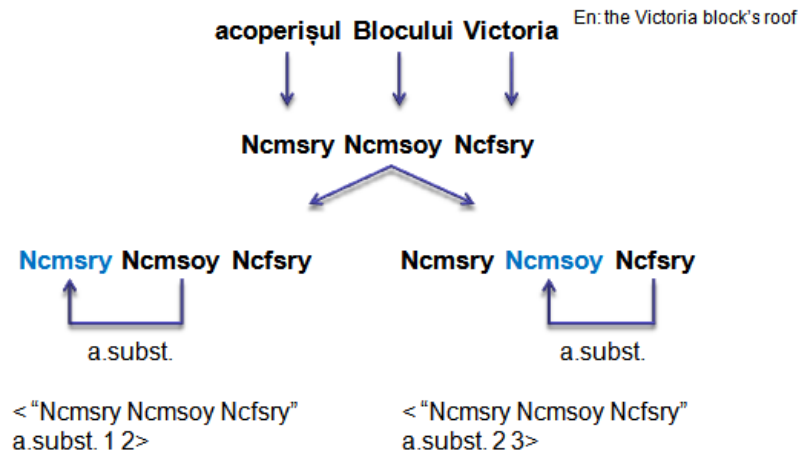 acoperișul Blocului Victoria
En: the Victoria block's roof
Ncmsry Ncmsoy Ncfsry
Ncmsry Ncmsoy Ncfsry
a.subst.
< “Ncmsry Ncmsoy Ncfsry”
a.subst. 1 2>
Ncmsry Ncmsoy Ncfsry
a.subst.
< “Ncmsry Ncmsoy Ncfsry”
a.subst. 2 3>